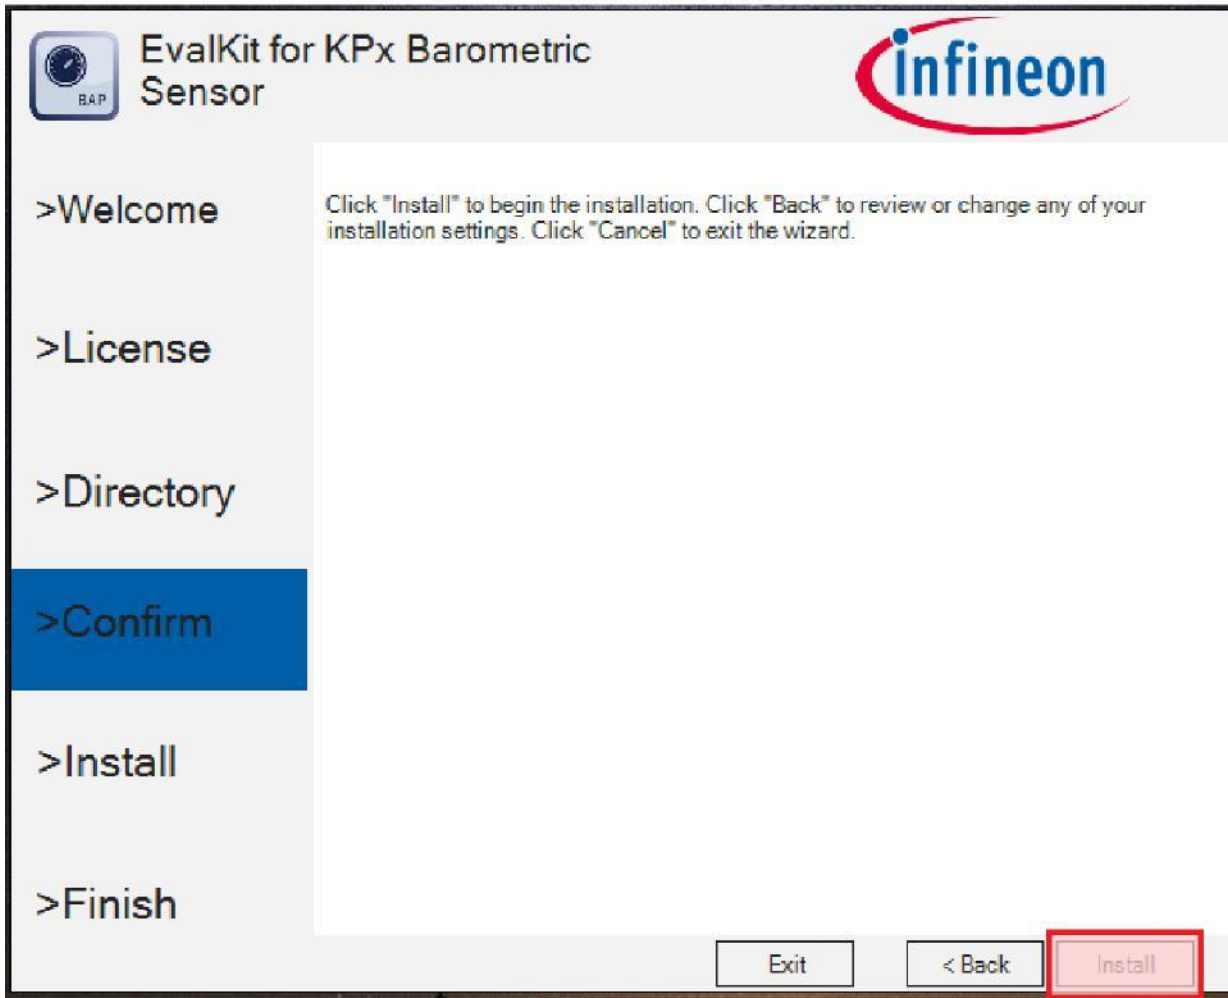 EvalKit for KPx Barometric
Sensor
BAP
infineon
>Welcome
Click "Install" to begin the installation. Click "Back" to review or change any of your
installation settings. Click "Cancel" to exit the wizard.
>License
>Directory
>Confirm
>Install
>Finish
Exit
< Back
Install